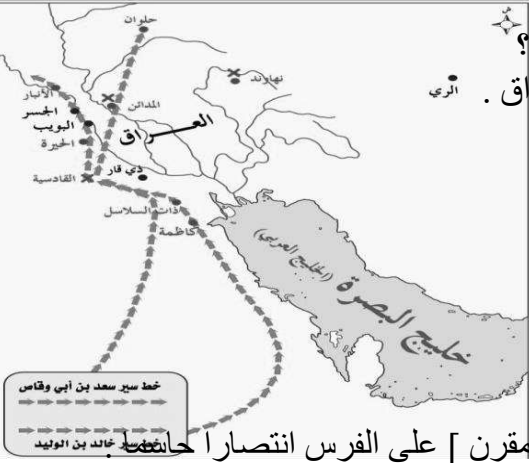 ش
؟
حلوان
اق .
نهاوند
الري
الأنبار
المدائن
الجسر
البويب
العراق
الحيرة
ذي قار
القادسية
ذات السلاسل
كاظمة
خليج البصرة
(الخليج العربي)
خط سير سعد بن أبي وقاص
خط سير خالد بن الوليد
مقرن ] على الفرس انتصارا حاسما .